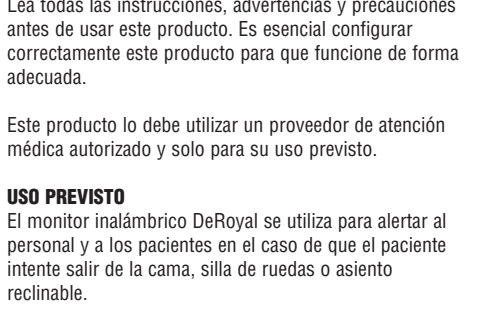 Lea todas las instrucciones, advertencias y precauciones
antes de usar este producto. Es esencial configurar
correctamente este producto para que funcione de forma
adecuada.
Este producto lo debe utilizar un proveedor de atención
médica autorizado y solo para su uso previsto.
USO PREVISTO
El monitor inalámbrico DeRoyal se utiliza para alertar al
personal y a los pacientes en el caso de que el paciente
intente salir de la cama, silla de ruedas o asiento
reclinable.